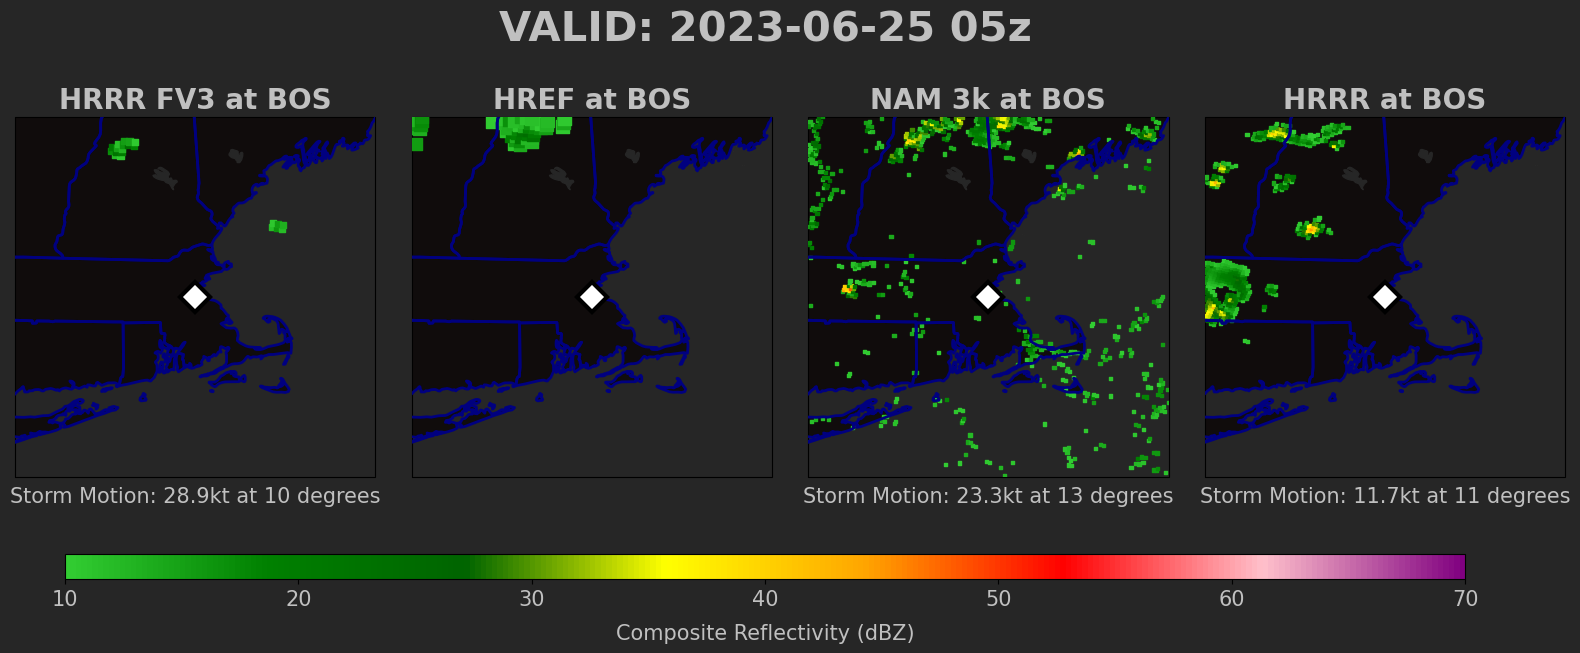 VALID: 2023-06-25 05z
HRRR FV3 at BOS
HREF at BOS
NAM 3k at BOS
HRRR at BOS
Storm Motion: 28.9kt at 10 degrees
Storm Motion: 23.3kt at 13 degrees
Storm Motion: 11.7kt at 11 degrees
10 20 30 40 50 60 70
Composite Reflectivity (dBZ)